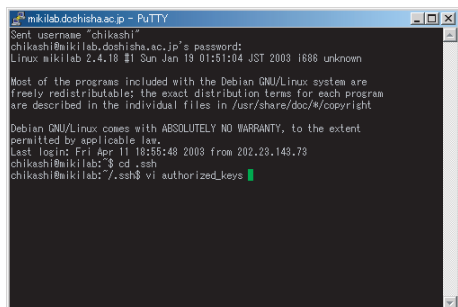 mikilab.doshisha.ac.jp - PuTTY
Sent username "chikashi"
chikashi@mikilab.doshisha.ac.jp's password:
Linux mikilab 2.4.18 #1 Sun Jan 19 01:51:04 JST 2003 i686 unknown
Most of the programs included with the Debian GNU/Linux system are
freely redistributable; the exact distribution terms for each program
are described in the individual files in /usr/share/doc/*/copyright
Debian GNU/Linux comes with ABSOLUTELY NO WARRANTY, to the extent
permitted by applicable law.
Last login: Fri Apr 11 18:55:48 2003 from 202.23.143.73
chikashi@mikilab:~$ cd .ssh
chikashi@mikilab:~/.ssh$ vi authorized_keys